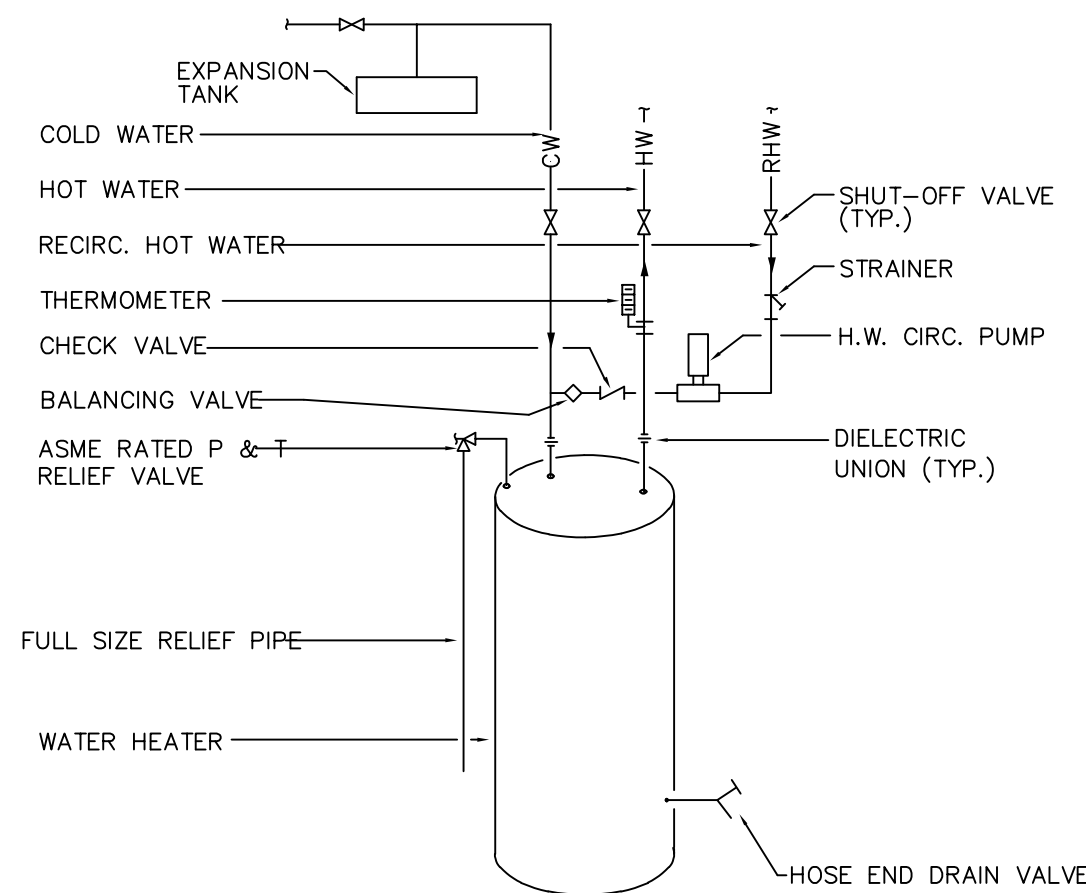 EXPANSION
TANK
COLD WATER
CW
HW
RHW
HOT WATER
SHUT-OFF VALVE
(TYP.)
RECIRC. HOT WATER
STRAINER
THERMOMETER
H.W. CIRC. PUMP
CHECK VALVE
BALANCING VALVE
ASME RATED P & T
RELIEF VALVE
DIELECTRIC
UNION (TYP.)
FULL SIZE RELIEF PIPE
WATER HEATER
HOSE END DRAIN VALVE